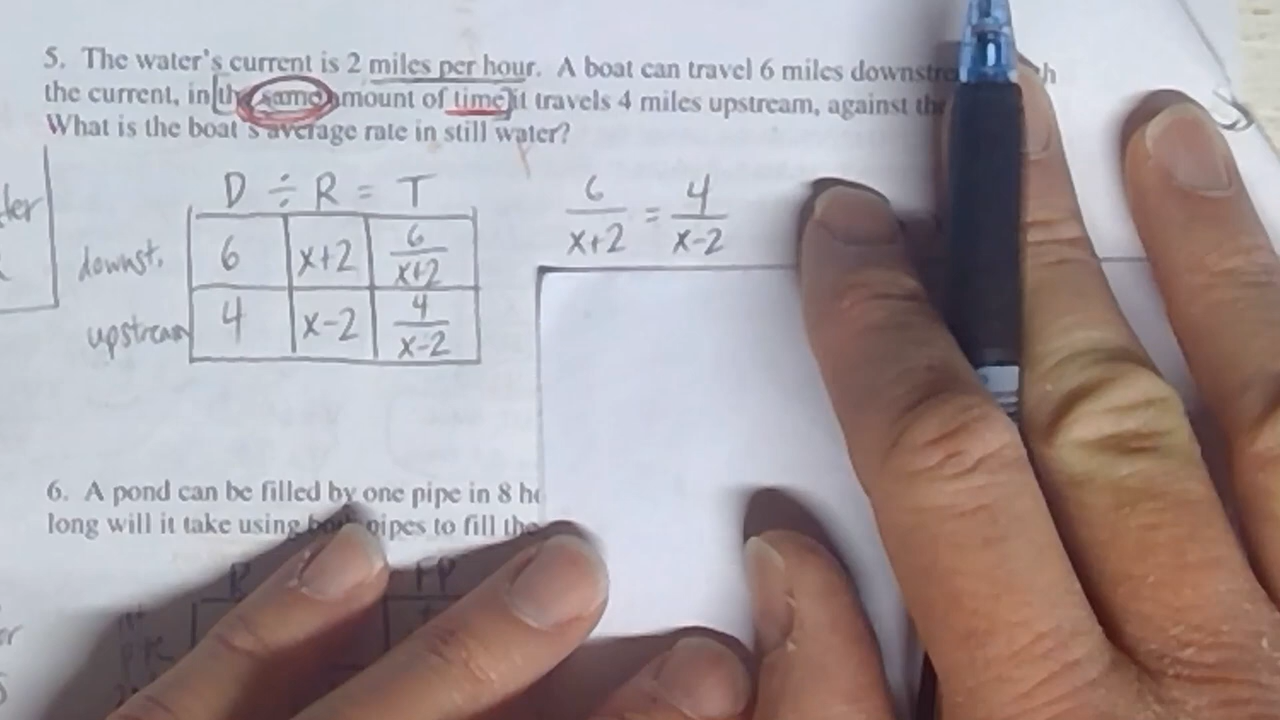 5. The water's current is 2 miles per hour. A boat can travel 6 miles
the current, in the same amount of time it travels 4 miles upstream, against
What is the boat's average rate in still water?
D ÷ R = T
downst. 6 x+2 6/x+2
upstream 4 x-2 4/x-2
6/x+2 = 4/x-2
6. A pond can be filled by one pipe in 8
long will it take using both pipes to fill the